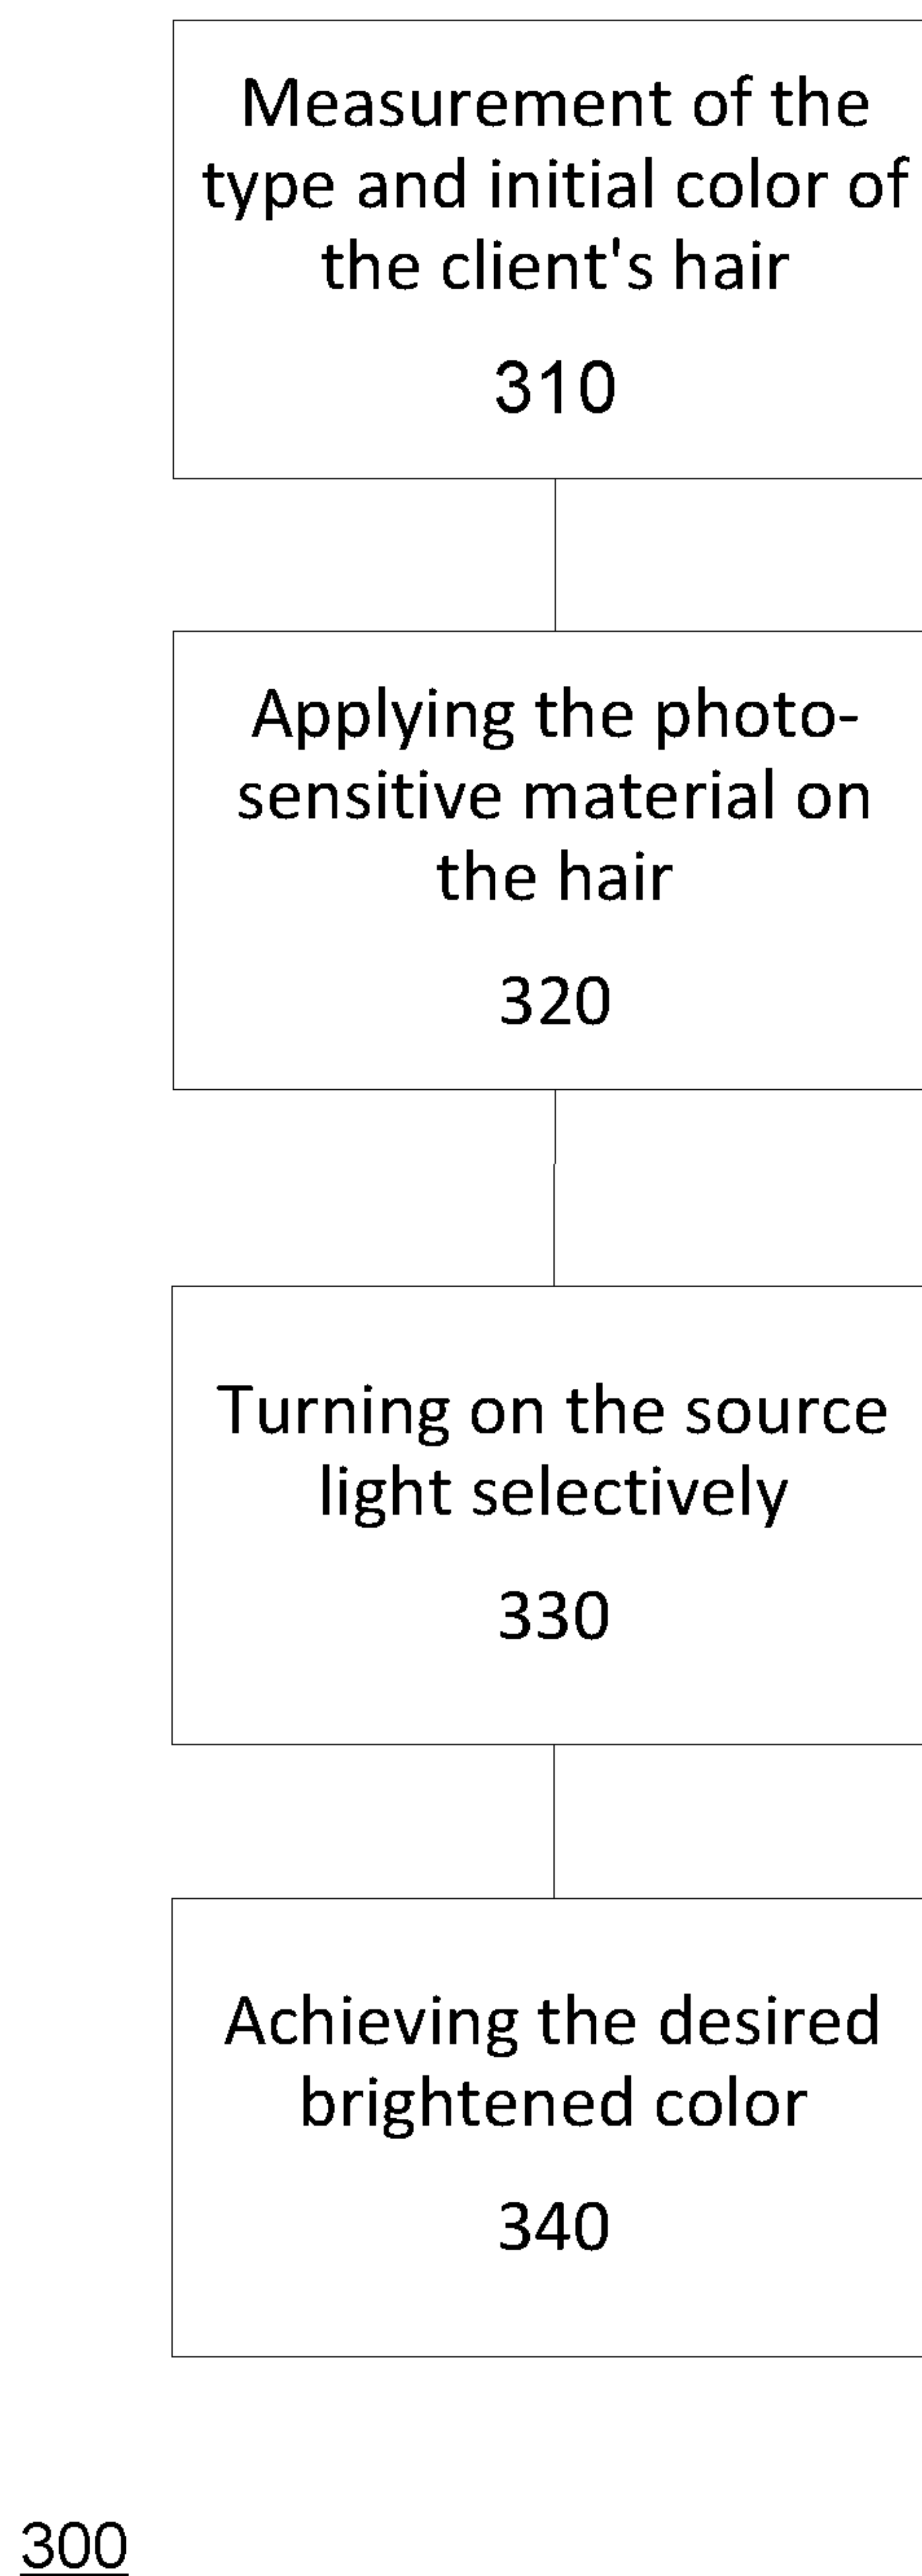 Measurement of the
type and initial color of
the client's hair
310
Applying the photo-
sensitive material on
the hair
320
Turning on the source
light selectively
330
Achieving the desired
brightened color
340
300